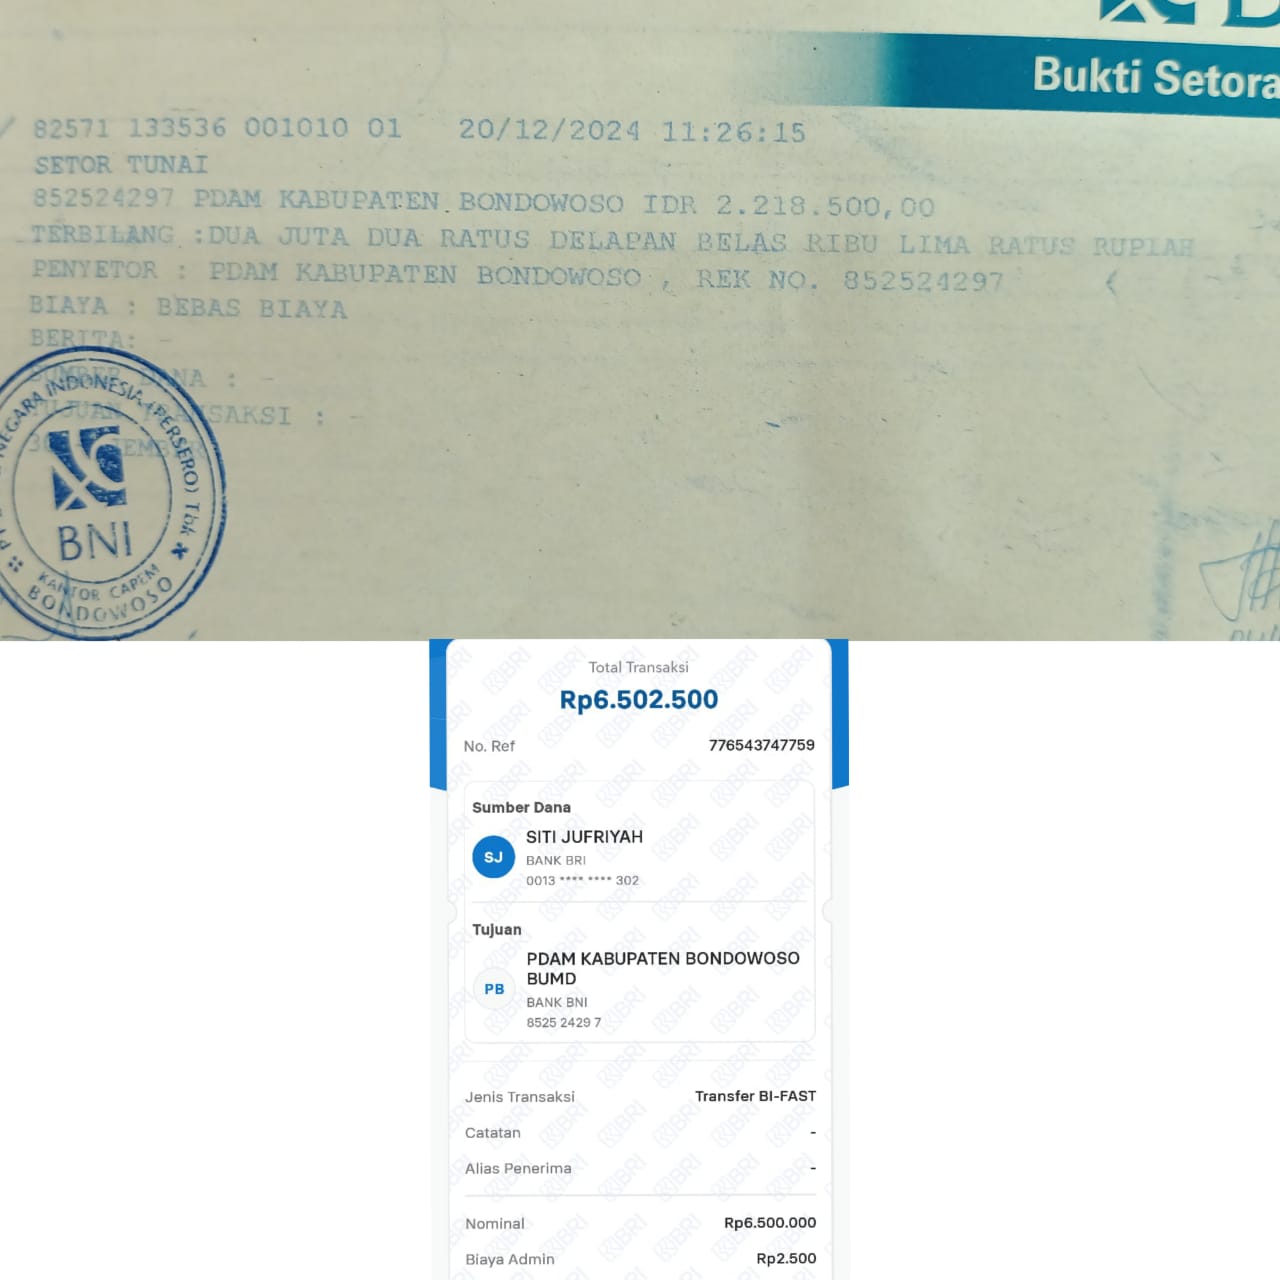 Bukti Setora
82571 133536 001010 01 20/12/2024 11:26:15
SETOR TUNAI
852524297 PDAM KABUPATEN BONDOWOSO IDR 2.218.500,00
TERBILANG :DUA JUTA DUA RATUS DELAPAN BELAS RIBU LIMA RATUS RUPIAH
PENYETOR : PDAM KABUPATEN BONDOWOSO , REK NO. 852524297
BIAYA : BEBAS BIAYA
BERITA: -
SUMBER DANA : -
TUJUAN TRANSAKSI : -
NEGARA INDONESIA (PERSERO) Tbk
BNI
KANTOR CAPEM
BONDOWOSO
Total Transaksi
Rp6.502.500
No. Ref 776543747759
Sumber Dana
SJ SITI JUFRIYAH
BANK BRI
0013 **** **** 302
Tujuan
PDAM KABUPATEN BONDOWOSO
BUMD
PB
BANK BNI
8525 2429 7
Jenis Transaksi Transfer BI-FAST
Catatan -
Alias Penerima -
Nominal Rp6.500.000
Biaya Admin Rp2.500